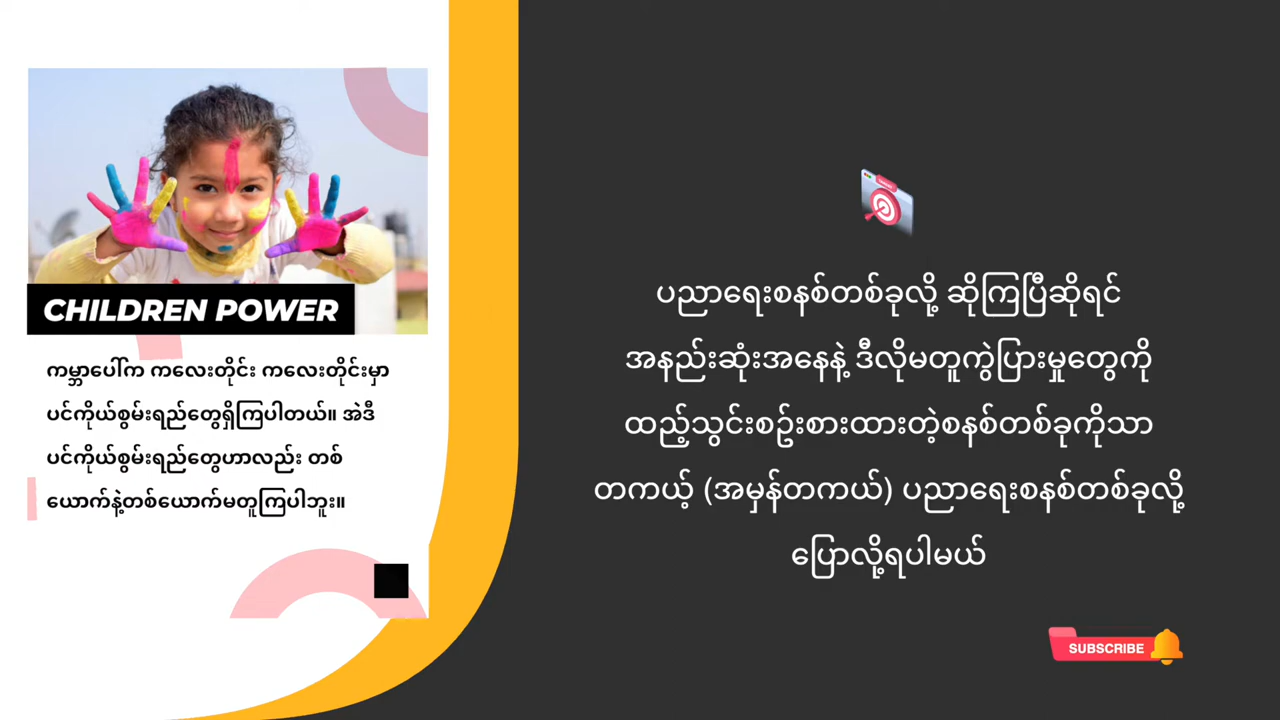 CHILDREN POWER
ကမ္ဘာပေါ်က ကလေးတိုင်း ကလေးတိုင်းမှာ
ပင်ကိုယ်စွမ်းရည်တွေရှိကြပါတယ်။ အဲဒီ
ပင်ကိုယ်စွမ်းရည်တွေဟာလည်း တစ်
ယောက်နဲ့တစ်ယောက်မတူကြပါဘူး။
ပညာရေးစနစ်တစ်ခုလို့ ဆိုကြပြီဆိုရင်
အနည်းဆုံးအနေနဲ့ ဒီလိုမတူကွဲပြားမှုတွေကို
ထည့်သွင်းစဉ်းစားထားတဲ့စနစ်တစ်ခုကိုသာ
တကယ့် (အမှန်တကယ်) ပညာရေးစနစ်တစ်ခုလို့
ပြောလို့ရပါမယ်
SUBSCRIBE